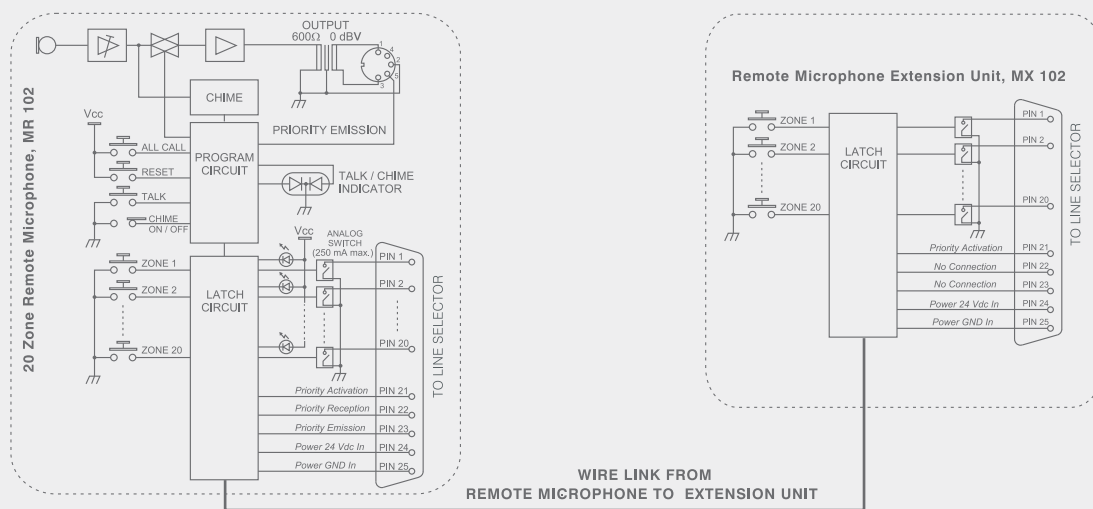 20 Zone Remote Microphone, MR 102
OUTPUT
600Ω 0 dBV
1
4
2
5
3
CHIME
Vcc
PRIORITY EMISSION
ALL CALL
RESET
TALK
CHIME
ON / OFF
PROGRAM
CIRCUIT
TALK / CHIME
INDICATOR
Vcc
ANALOG
SWITCH
(250 mA max.)
ZONE 1
ZONE 2
ZONE 20
LATCH
CIRCUIT
PIN 1
PIN 2
PIN 20
Priority Activation PIN 21
Priority Reception PIN 22
Priority Emission PIN 23
Power 24 Vdc In PIN 24
Power GND In PIN 25
TO LINE SELECTOR
Remote Microphone Extension Unit, MX 102
ZONE 1
ZONE 2
ZONE 20
LATCH
CIRCUIT
PIN 1
PIN 2
PIN 20
Priority Activation PIN 21
No Connection PIN 22
No Connection PIN 23
Power 24 Vdc In PIN 24
Power GND In PIN 25
TO LINE SELECTOR
WIRE LINK FROM
REMOTE MICROPHONE TO EXTENSION UNIT